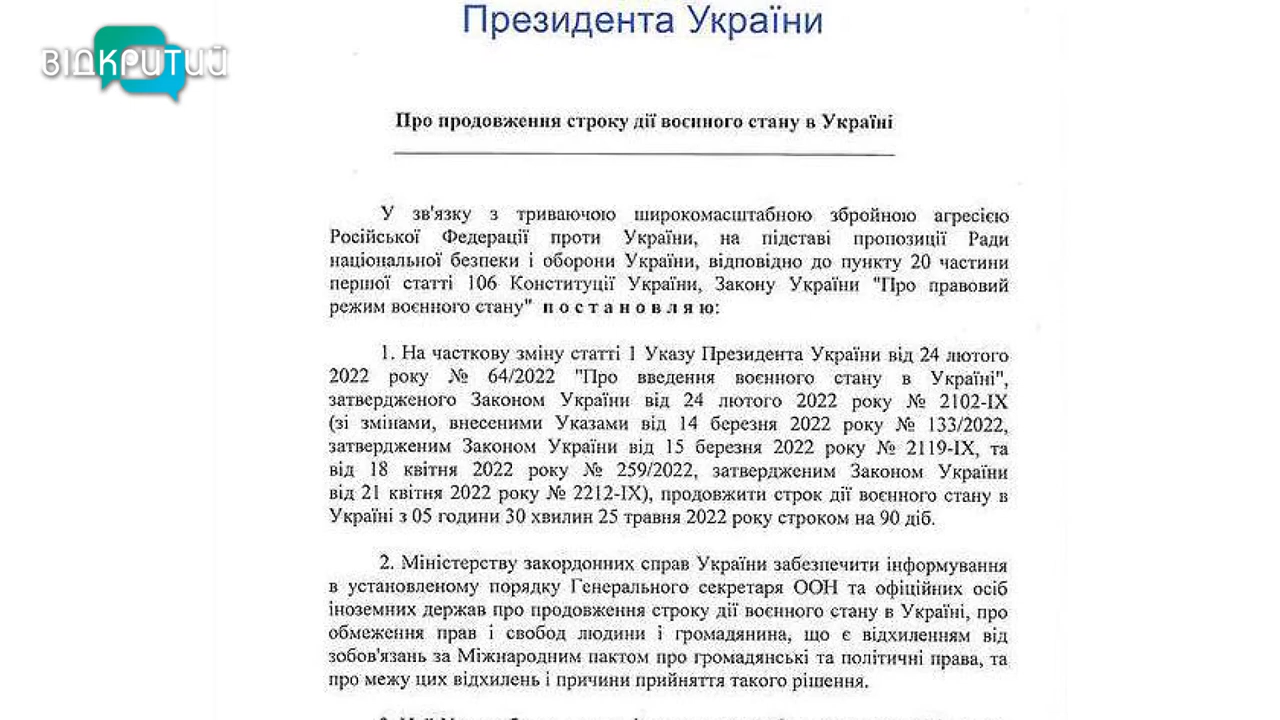 ВІДКРИТИЙ
Президента України
Про продовження строку дії воєнного стану в Україні
У зв'язку з триваючою широкомасштабною збройною агресією
Російської Федерації проти України, на підставі пропозиції Ради
національної безпеки і оборони України, відповідно до пункту 20 частини
першої статті 106 Конституції України, Закону України "Про правовий
режим воєнного стану" п о с т а н о в л я ю:
1. На часткову зміну статті 1 Указу Президента України від 24 лютого
2022 року № 64/2022 "Про введення воєнного стану в Україні",
затвердженого Законом України від 24 лютого 2022 року № 2102-IX
(зі змінами, внесеними Указами від 14 березня 2022 року № 133/2022,
затвердженим Законом України від 15 березня 2022 року № 2119-IX, та
від 18 квітня 2022 року № 259/2022, затвердженим Законом України
від 21 квітня 2022 року № 2212-IX), продовжити строк дії воєнного стану в
Україні з 05 години 30 хвилин 25 травня 2022 року строком на 90 діб.
2. Міністерству закордонних справ України забезпечити інформування
в установленому порядку Генерального секретаря ООН та офіційних осіб
іноземних держав про продовження строку дії воєнного стану в Україні, про
обмеження прав і свобод людини і громадянина, що є відхиленням від
зобов'язань за Міжнародним пактом про громадянські та політичні права, та
про межу цих відхилень і причини прийняття такого рішення.